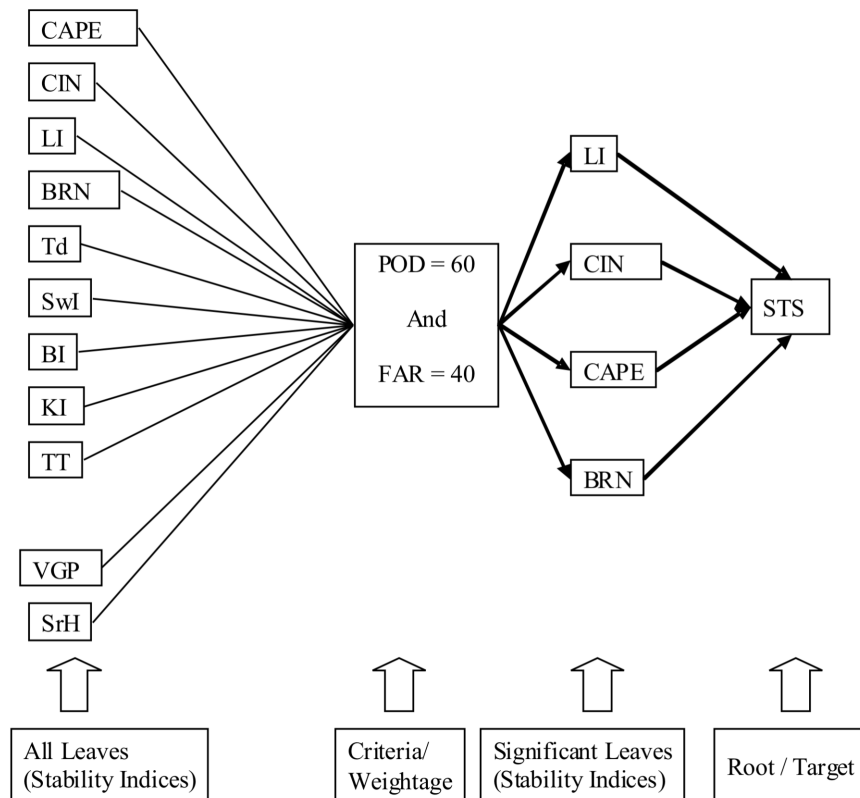 CAPE
CIN
LI
BRN
Td
SwI
BI
KI
TT
VGP
SrH
POD = 60
And
FAR = 40
LI
CIN
CAPE
BRN
STS
All Leaves
(Stability Indices)
Criteria/
Weightage
Significant Leaves
(Stability Indices)
Root / Target